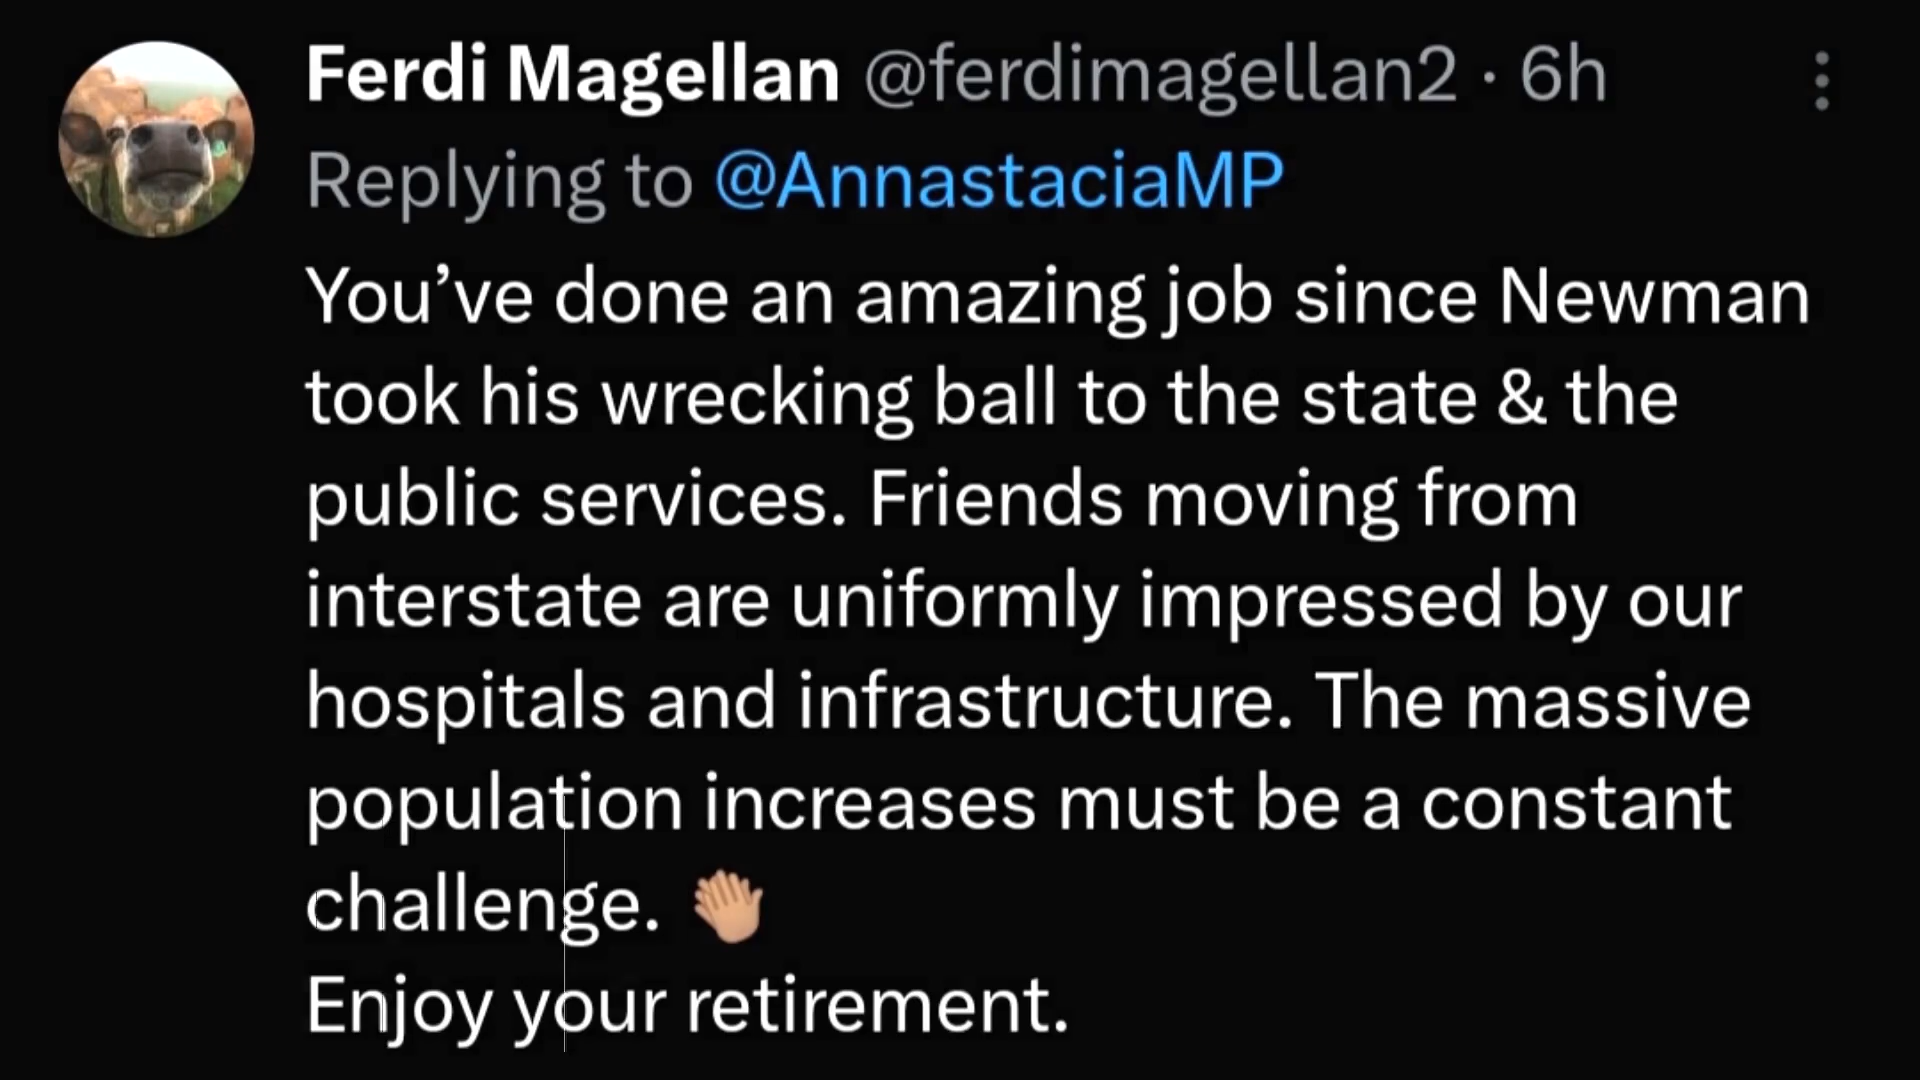 Ferdi Magellan @ferdimagellan2 · 6h
Replying to @AnnastaciaMP
You’ve done an amazing job since Newman
took his wrecking ball to the state & the
public services. Friends moving from
interstate are uniformly impressed by our
hospitals and infrastructure. The massive
population increases must be a constant
challenge. 👏🏼
Enjoy your retirement.